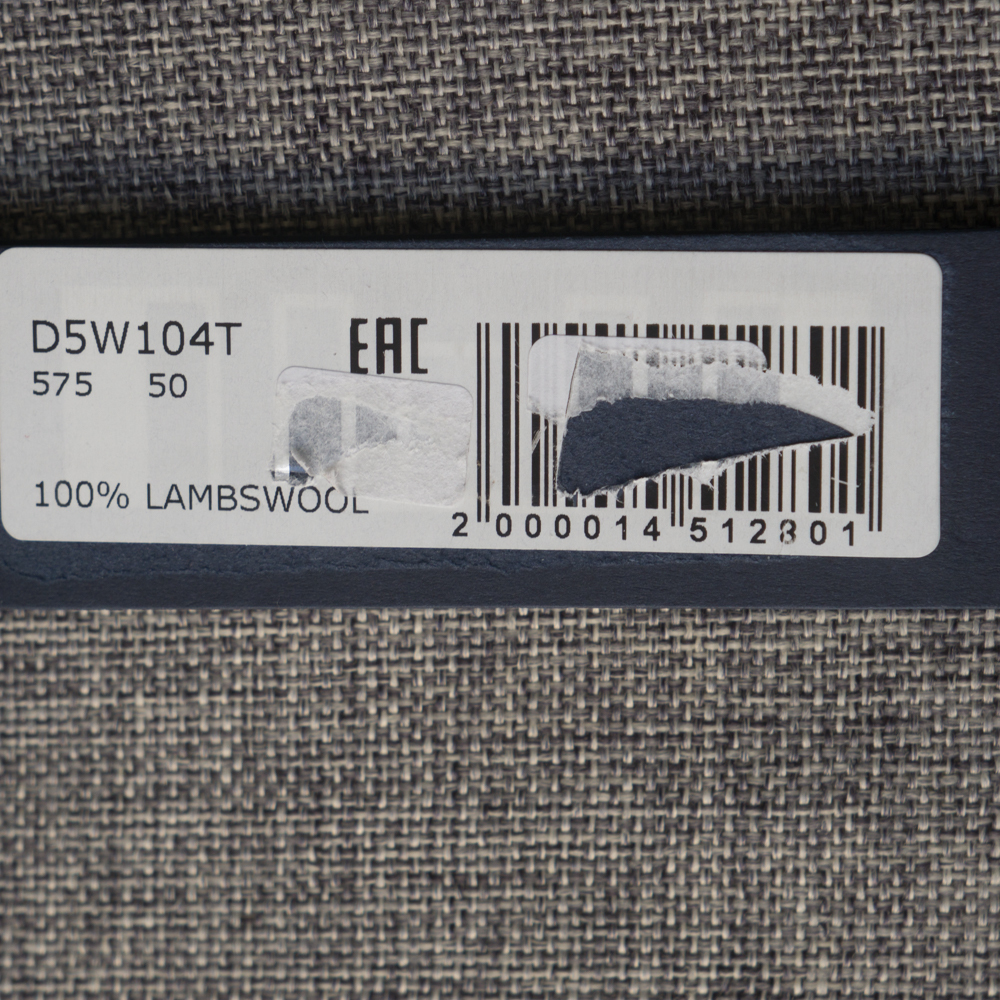 D5W104T EAC
575 50
100% LAMBSWOOL
2 000014 512801